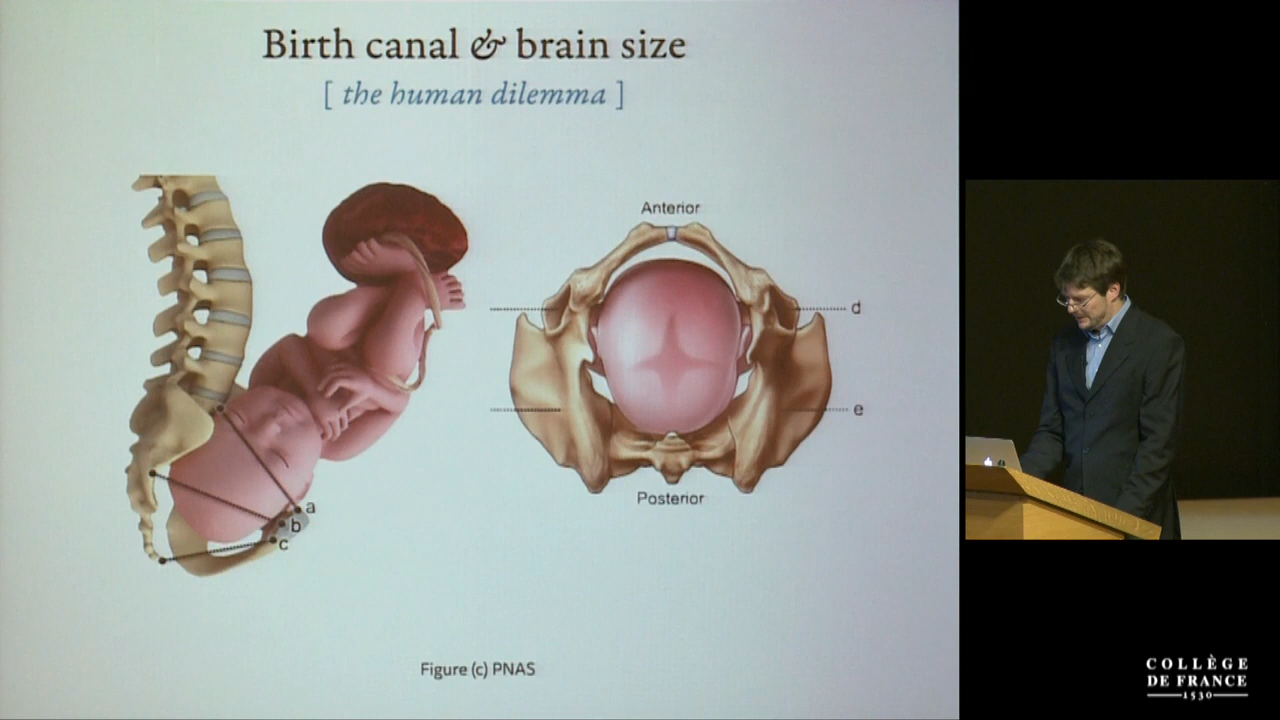 Birth canal & brain size
[ the human dilemma ]
Anterior
d
e
Posterior
a
b
c
Figure (c) PNAS
COLLÈGE
DE FRANCE
1530